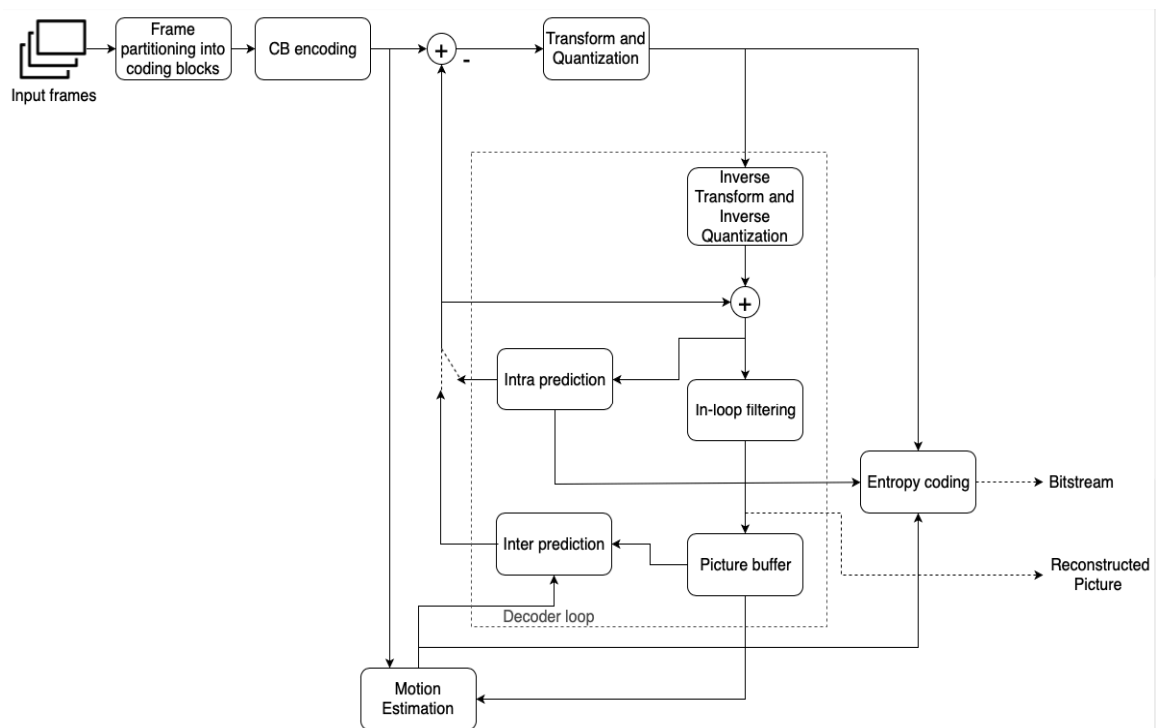 Input frames
Frame
partitioning into
coding blocks
CB encoding
+
-
Transform and
Quantization
Inverse
Transform and
Inverse
Quantization
+
Intra prediction
In-loop filtering
Entropy coding
Bitstream
Inter prediction
Picture buffer
Reconstructed
Picture
Decoder loop
Motion
Estimation